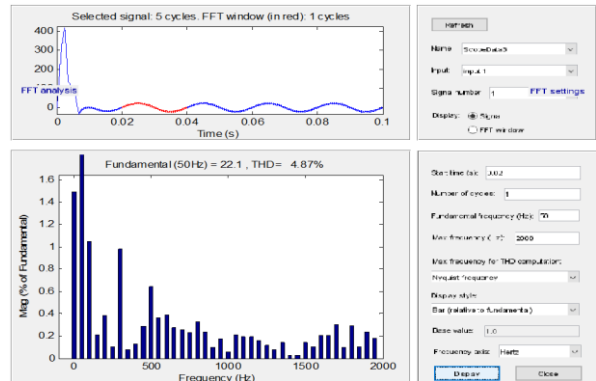 Selected signal: 5 cycles. FFT window (in red): 1 cycles
400
300
200
100
0
FFT analysis
0
0.02
0.04
0.06
0.08
0.1
Time (s)
Refresh
Name
ScopeData5
Input:
input 1
Signal number
1
FFT settings
Display:
Signal
FFT window
Fundamental (50Hz) = 22.1 , THD= 4.87%
Mag (% of Fundamental)
1.6
1.4
1.2
1
0.8
0.6
0.4
0.2
0
0
500
1000
1500
2000
Frequency (Hz)
Start time (s):
0.02
Number of cycles:
1
Fundamental frequency (Hz):
50
Max frequency (Hz):
2000
Max frequency for THD computation:
Nyquist frequency
Display style:
Bar (relative to fundamental)
Base value:
1.0
Frequency axis:
Hertz
Display
Close